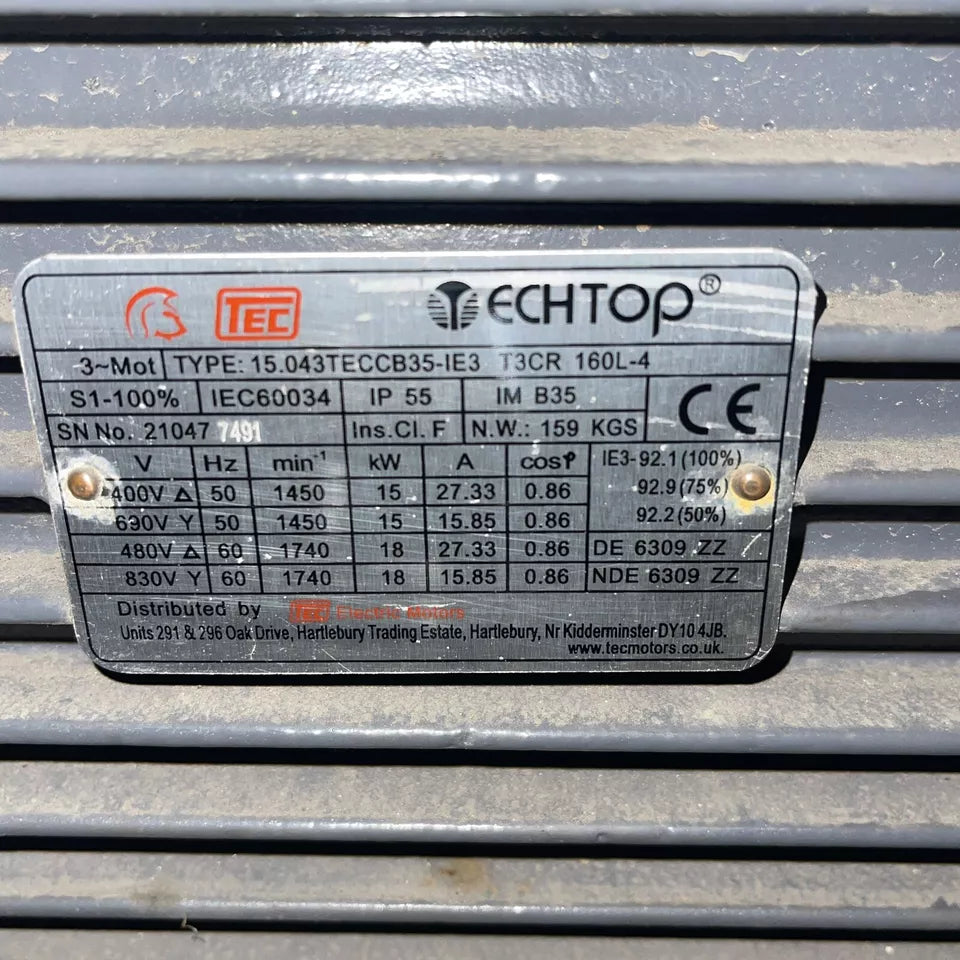 TEC TECHTOP®
3~Mot TYPE: 15.043TECCB35-IE3 T3CR 160L-4
S1-100% IEC60034 IP 55 IM B35 CE
SN No. 21047 7491 Ins.Cl. F N.W.: 159 KGS
V Hz min⁻¹ kW A cosφ IE3-92.1(100%)
400V Δ 50 1450 15 27.33 0.86 92.9(75%)
690V Y 50 1450 15 15.85 0.86 92.2(50%)
480V Δ 60 1740 18 27.33 0.86 DE 6309 ZZ
830V Y 60 1740 18 15.85 0.86 NDE 6309 ZZ
Distributed by TEC Electric Motors
Units 291 & 296 Oak Drive, Hartlebury Trading Estate, Hartlebury, Nr Kidderminster DY10 4JB.
www.tecmotors.co.uk.